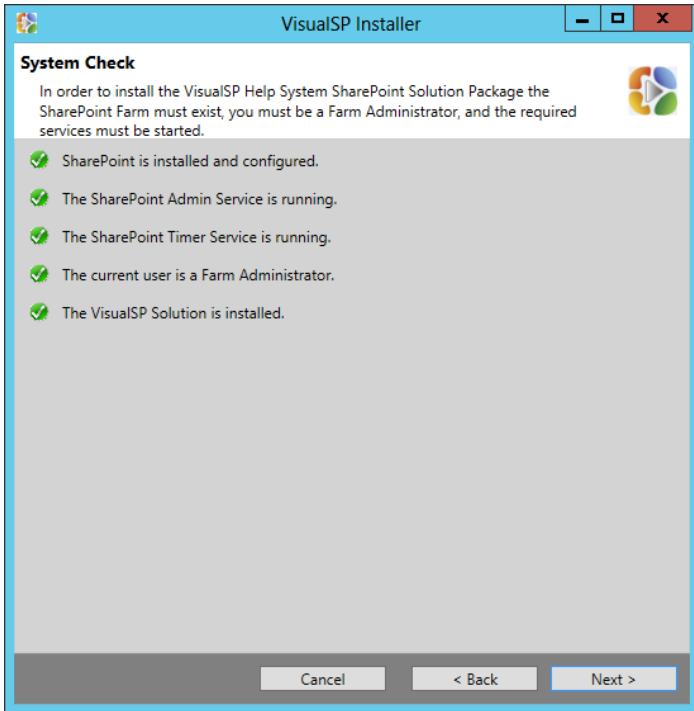 VisualSP Installer
System Check
In order to install the VisualSP Help System SharePoint Solution Package the
SharePoint Farm must exist, you must be a Farm Administrator, and the required
services must be started.
SharePoint is installed and configured.
The SharePoint Admin Service is running.
The SharePoint Timer Service is running.
The current user is a Farm Administrator.
The VisualSP Solution is installed.
Cancel
< Back
Next >